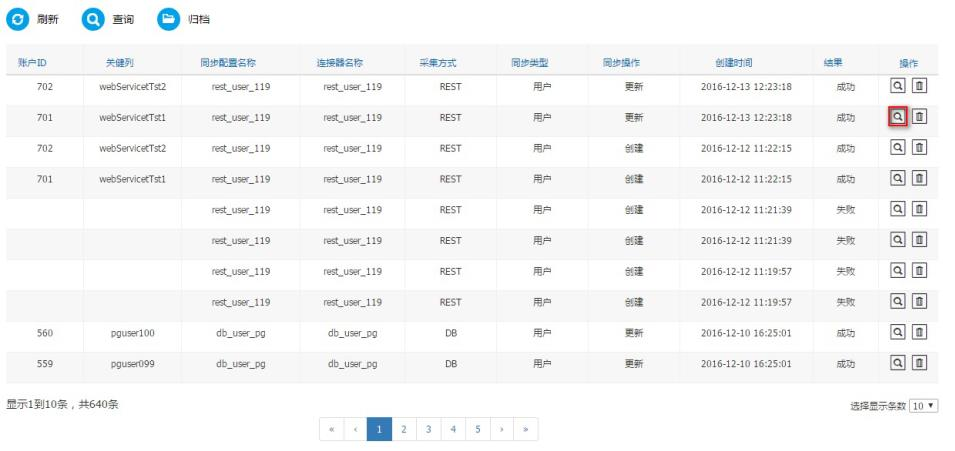 刷新 查询 归档
账户ID 关健列 同步配置名称 连接器名称 采集方式 同步类型 同步操作 创建时间 结果 操作
702 webServicetTst2 rest_user_119 rest_user_119 REST 用户 更新 2016-12-13 12:23:18 成功
701 webServicetTst1 rest_user_119 rest_user_119 REST 用户 更新 2016-12-13 12:23:18 成功
702 webServicetTst2 rest_user_119 rest_user_119 REST 用户 创建 2016-12-12 11:22:15 成功
701 webServicetTst1 rest_user_119 rest_user_119 REST 用户 创建 2016-12-12 11:22:15 成功
rest_user_119 rest_user_119 REST 用户 创建 2016-12-12 11:21:39 失败
rest_user_119 rest_user_119 REST 用户 创建 2016-12-12 11:21:39 失败
rest_user_119 rest_user_119 REST 用户 创建 2016-12-12 11:19:57 失败
rest_user_119 rest_user_119 REST 用户 创建 2016-12-12 11:19:57 失败
560 pguser100 db_user_pg db_user_pg DB 用户 更新 2016-12-10 16:25:01 成功
559 pguser099 db_user_pg db_user_pg DB 用户 更新 2016-12-10 16:25:01 成功
显示1到10条，共640条 选择显示条数 10
« ‹ 1 2 3 4 5 › »